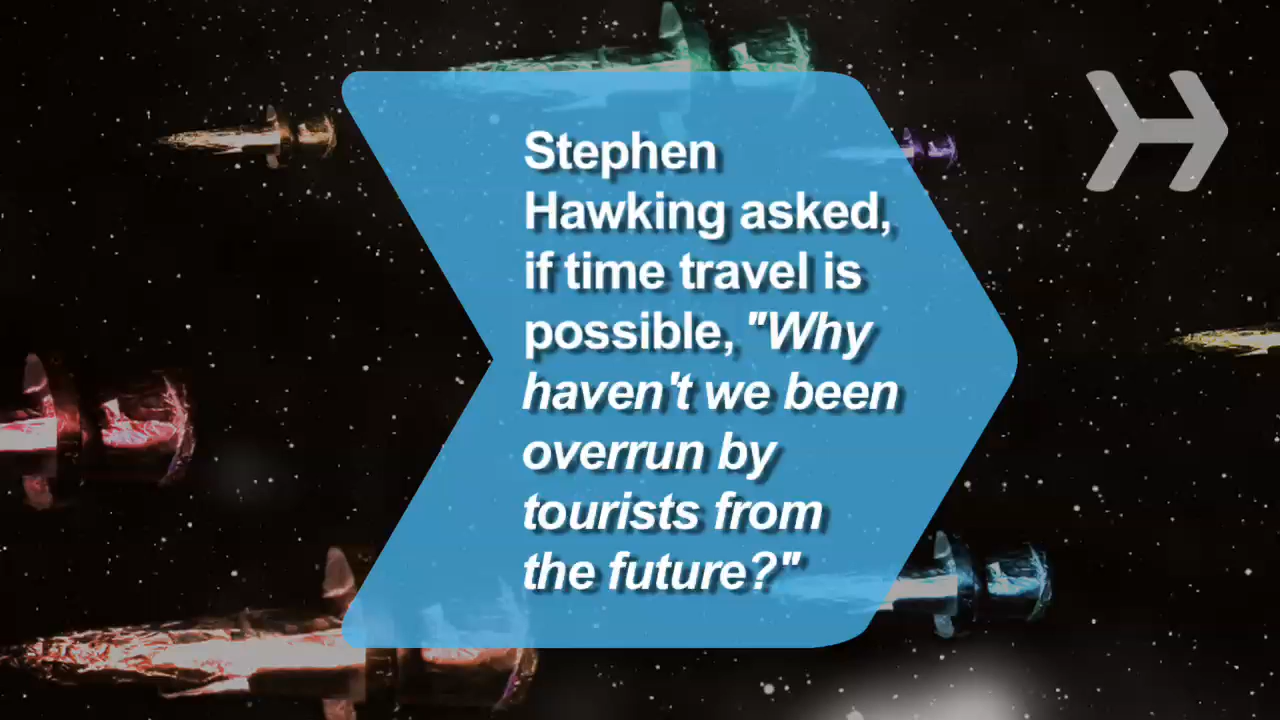 Stephen
Hawking asked,
if time travel is
possible, "Why
haven't we been
overrun by
tourists from
the future?"